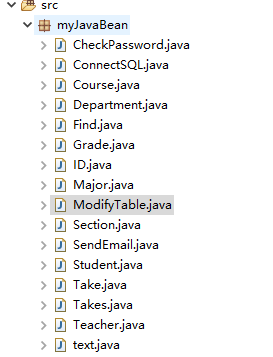 src
myJavaBean
CheckPassword.java
ConnectSQL.java
Course.java
Department.java
Find.java
Grade.java
ID.java
Major.java
ModifyTable.java
Section.java
SendEmail.java
Student.java
Take.java
Takes.java
Teacher.java
text.java